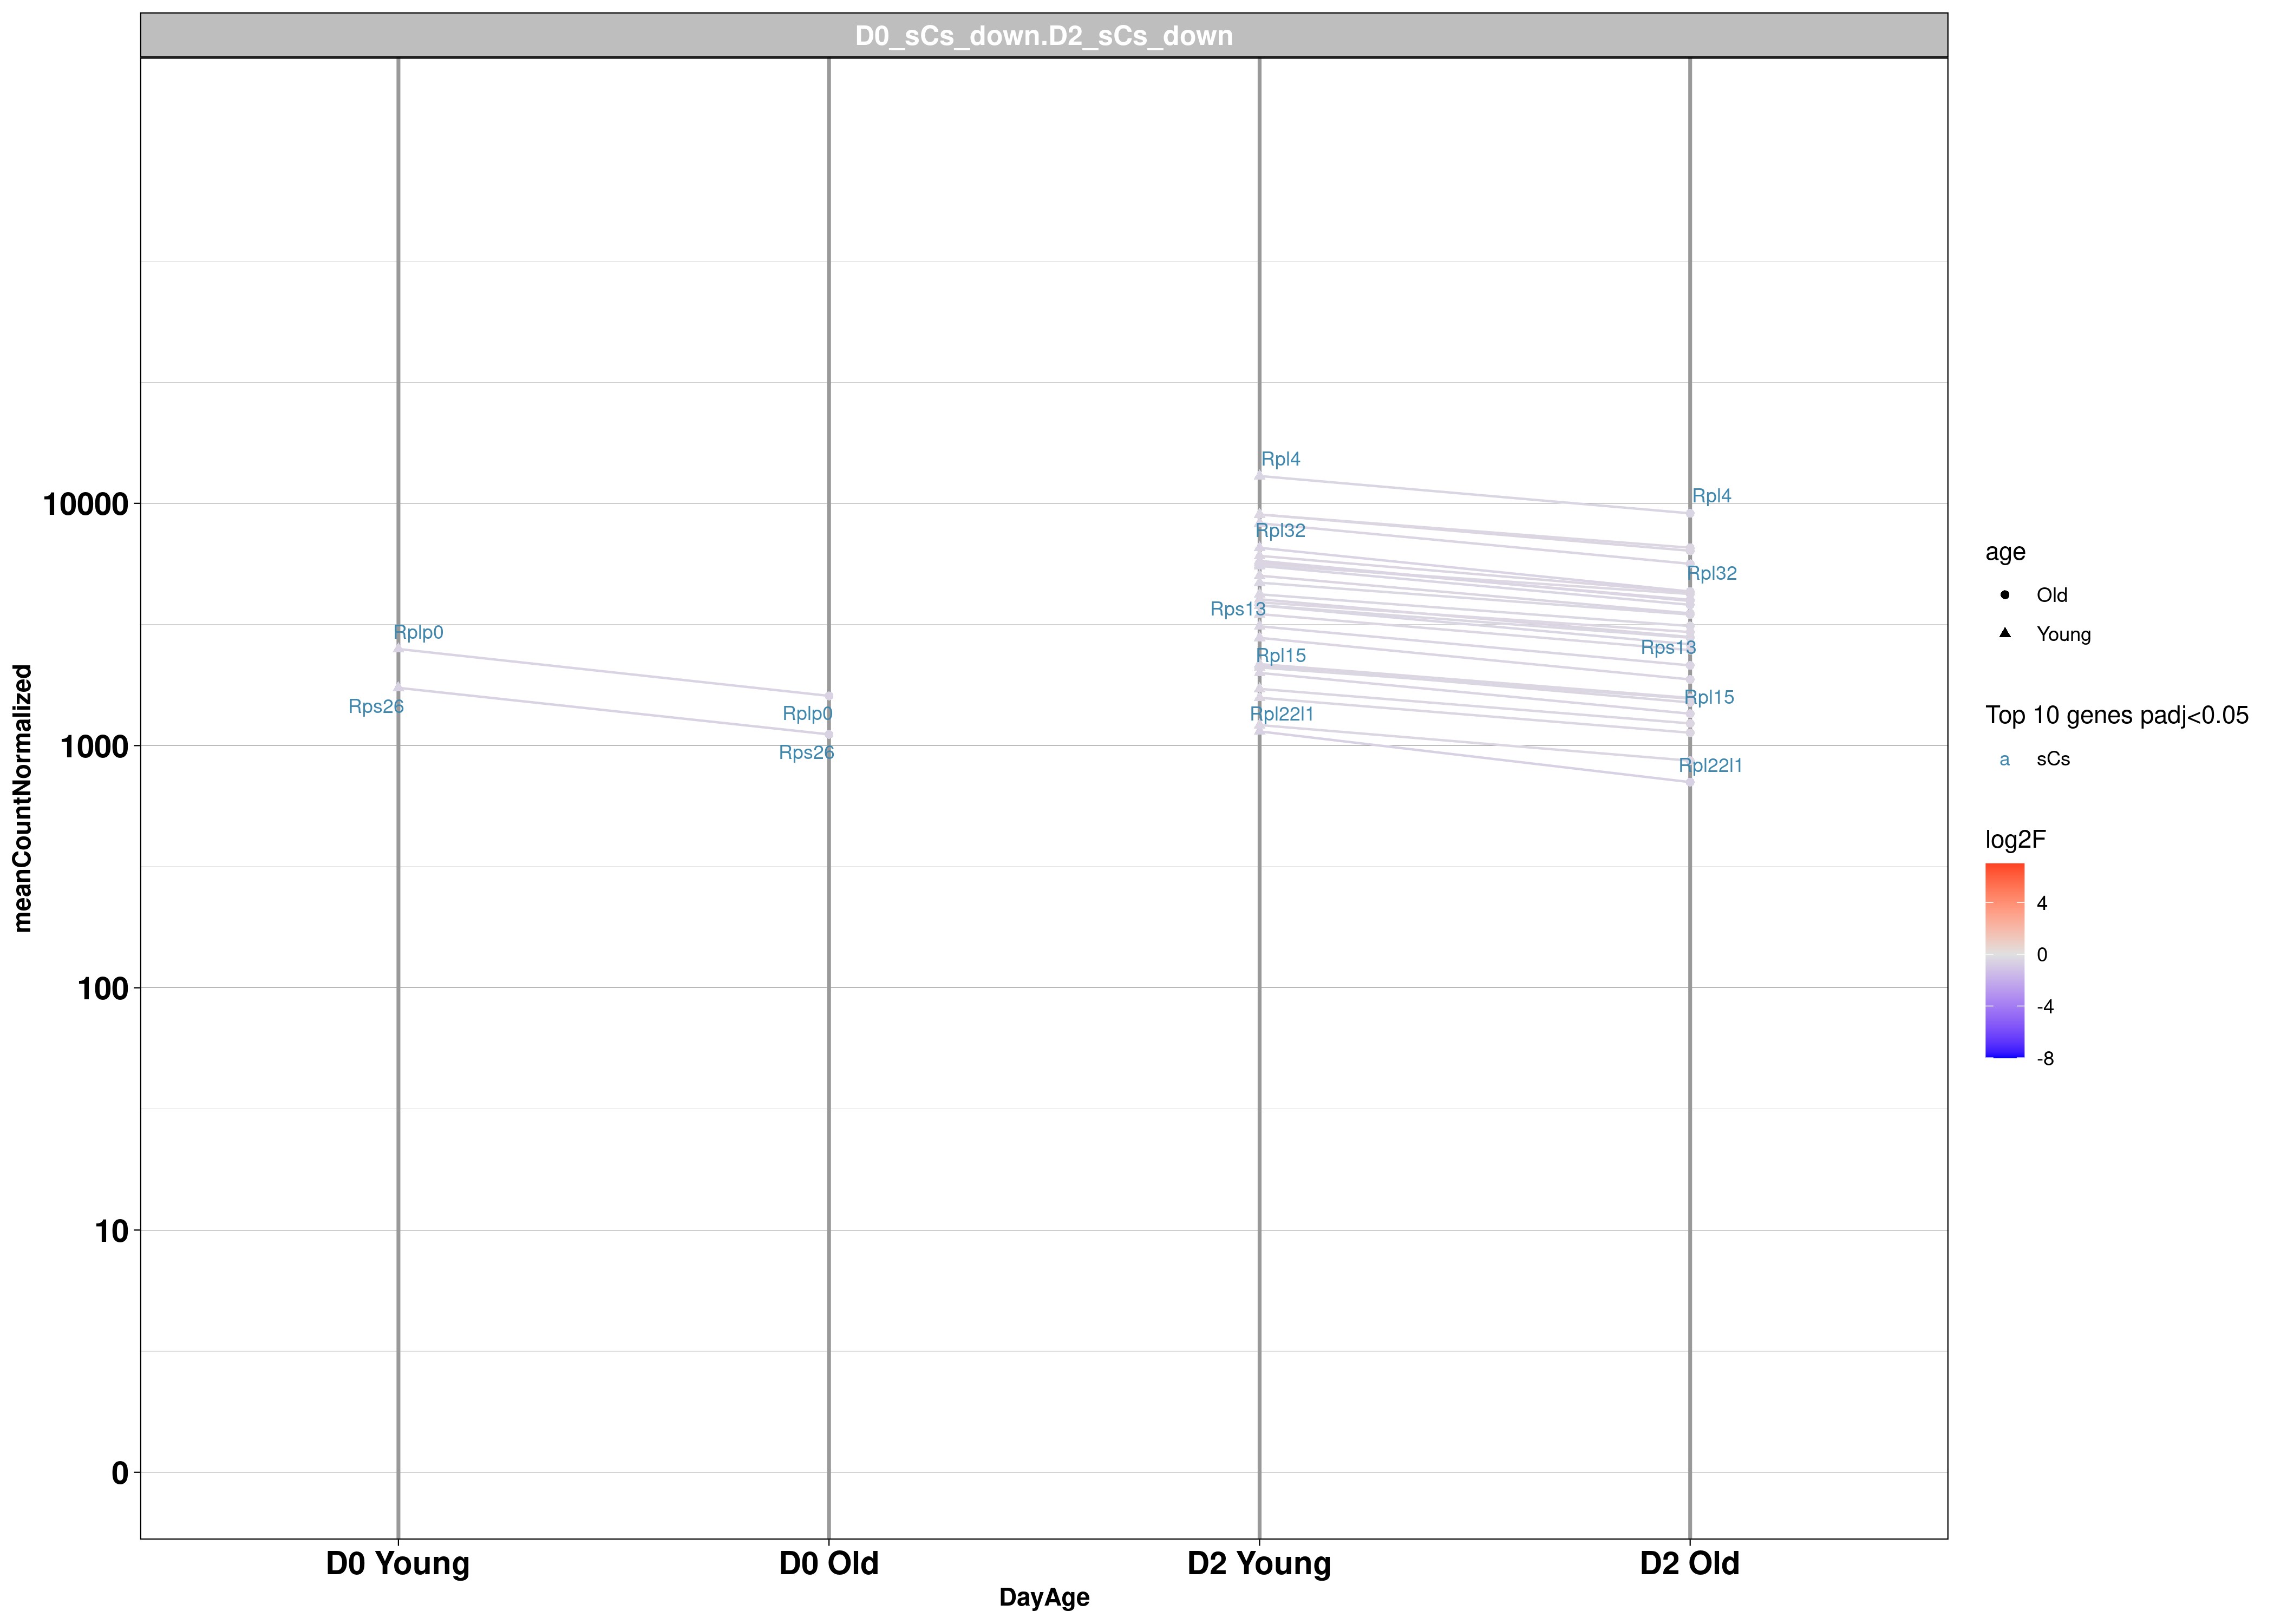 D0_sCs_down.D2_sCs_down
meanCountNormalized
10000
1000
100
10
0
Rplp0
Rps26
Rplp0
Rps26
Rpl4
Rpl32
Rps13
Rpl15
Rpl22l1
Rpl4
Rpl32
Rps13
Rpl15
Rpl22l1
D0 Young
D0 Old
D2 Young
D2 Old
DayAge
age
Old
Young
Top 10 genes padj<0.05
a sCs
log2F
4
0
-4
-8